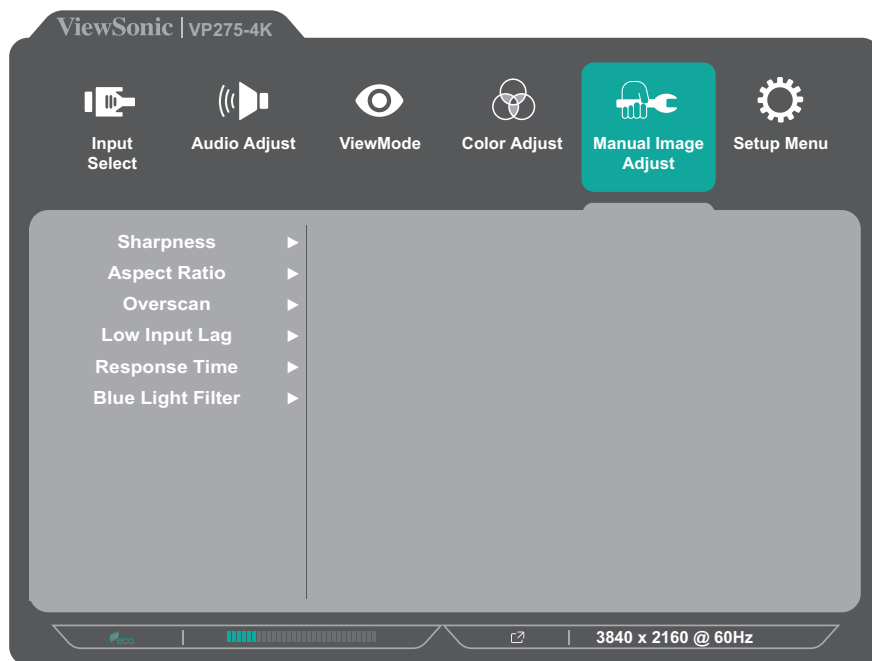 ViewSonic | VP275-4K
Input
Select
Audio Adjust
ViewMode
Color Adjust
Manual Image
Adjust
Setup Menu
Sharpness
Aspect Ratio
Overscan
Low Input Lag
Response Time
Blue Light Filter
eco
3840 x 2160 @ 60Hz